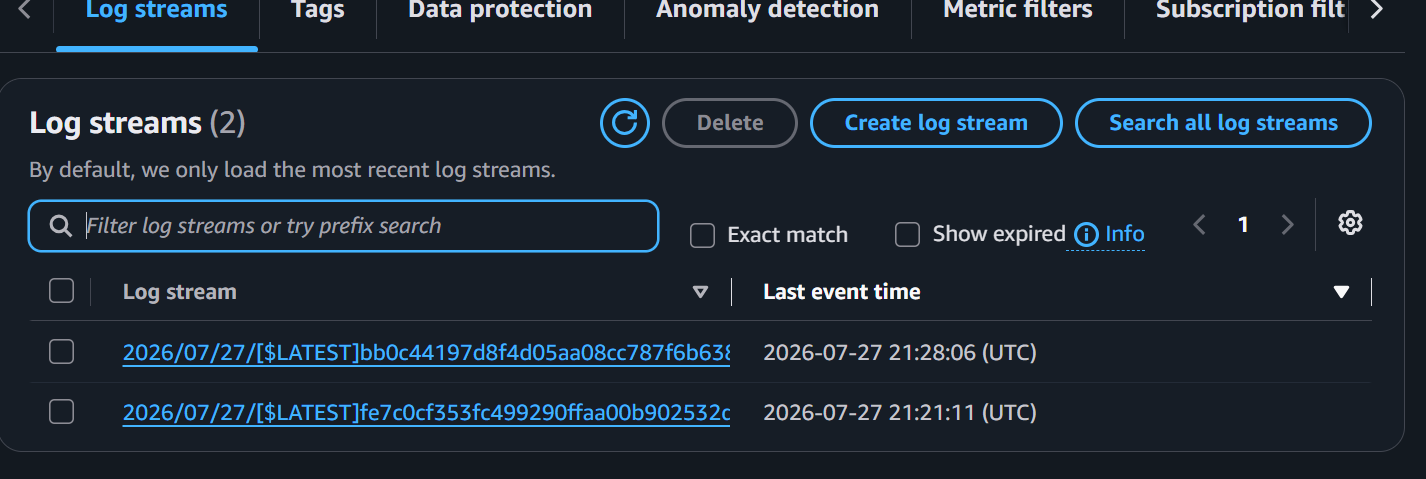 Log streams Tags Data protection Anomaly detection Metric filters Subscription filt
Log streams (2)
Delete
Create log stream
Search all log streams
By default, we only load the most recent log streams.
Filter log streams or try prefix search
Exact match
Show expired
Info
1
Log stream
Last event time
2026/07/27/[$LATEST]bb0c44197d8f4d05aa08cc787f6b638 2026-07-27 21:28:06 (UTC)
2026/07/27/[$LATEST]fe7c0cf353fc499290ffaa00b902532c 2026-07-27 21:21:11 (UTC)